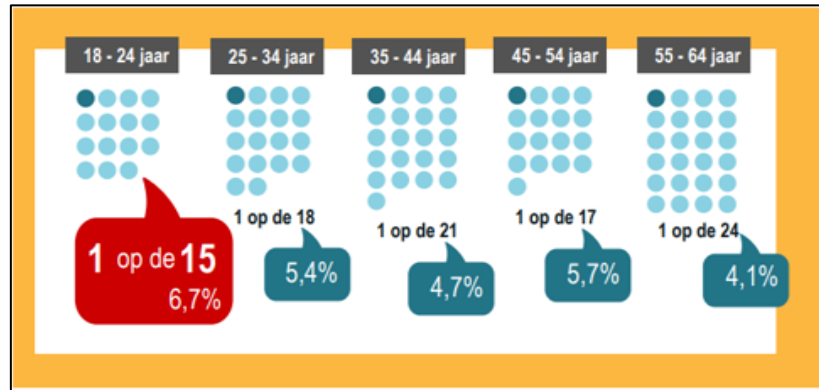 18 - 24 jaar
1 op de 15
6,7%
25 - 34 jaar
1 op de 18
5,4%
35 - 44 jaar
1 op de 21
4,7%
45 - 54 jaar
1 op de 17
5,7%
55 - 64 jaar
1 op de 24
4,1%